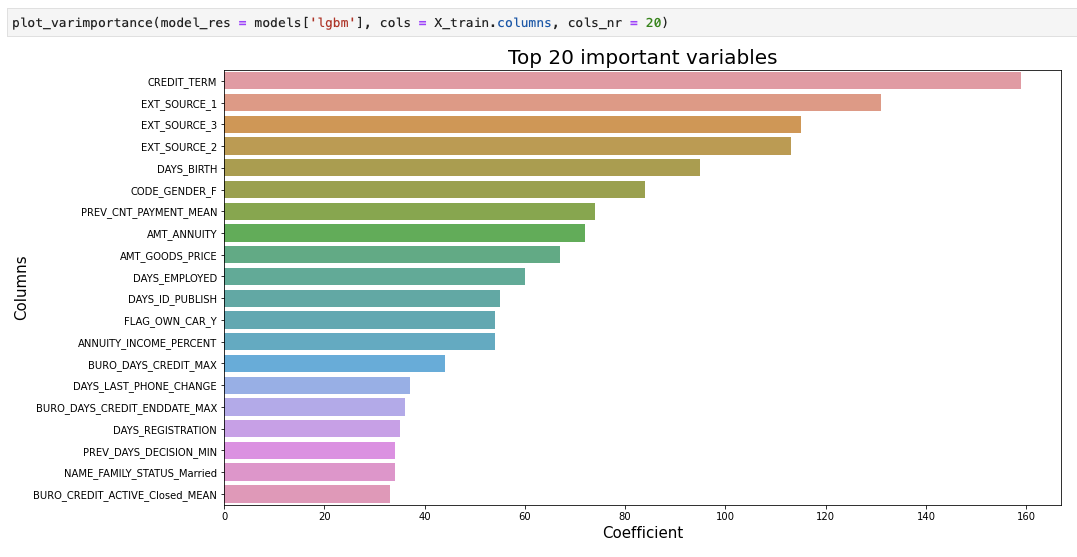 plot_varimportance(model_res = models['lgbm'], cols = X_train.columns, cols_nr = 20)
Top 20 important variables
CREDIT_TERM
EXT_SOURCE_1
EXT_SOURCE_3
EXT_SOURCE_2
DAYS_BIRTH
CODE_GENDER_F
PREV_CNT_PAYMENT_MEAN
AMT_ANNUITY
AMT_GOODS_PRICE
DAYS_EMPLOYED
DAYS_ID_PUBLISH
FLAG_OWN_CAR_Y
ANNUITY_INCOME_PERCENT
BURO_DAYS_CREDIT_MAX
DAYS_LAST_PHONE_CHANGE
BURO_DAYS_CREDIT_ENDDATE_MAX
DAYS_REGISTRATION
PREV_DAYS_DECISION_MIN
NAME_FAMILY_STATUS_Married
BURO_CREDIT_ACTIVE_Closed_MEAN
Columns
0 20 40 60 80 100 120 140 160
Coefficient